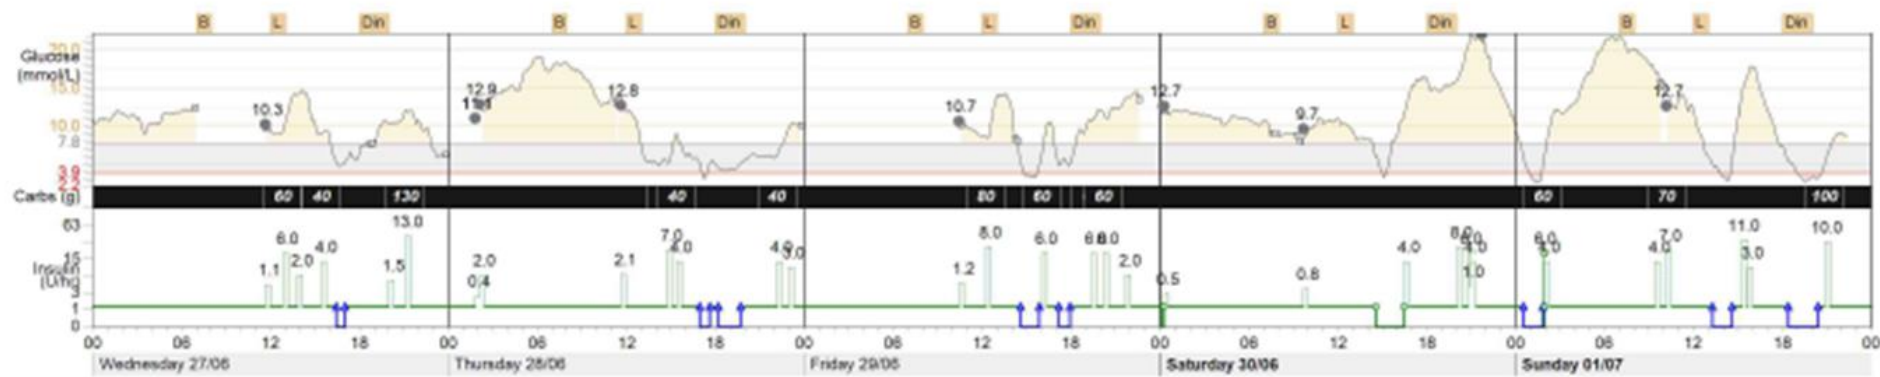 B L Din B L Din B L Din B L Din B L Din
Glucose
(mmol/L)
20.0
15.0
10.0
7.8
3.9
10.3
12.9
12.8
10.7
12.7
9.7
12.7
Carbs (g) 60 40 130 40 40 80 60 60 60 70 100
Insulin
(U/hr)
63
15
3
1
0
1.1 6.0 2.0 4.0 1.5 13.0
0.4 2.0 2.1 7.0 4.0 4.0 3.0
1.2 8.0 6.0 6.0 2.0
0.5 0.8 4.0 8.0 1.0
6.0 7.0 11.0 3.0 10.0
00 06 12 18 00 06 12 18 00 06 12 18 00 06 12 18 00 06 12 18 00
Wednesday 27/06 Thursday 28/06 Friday 29/06 Saturday 30/06 Sunday 01/07